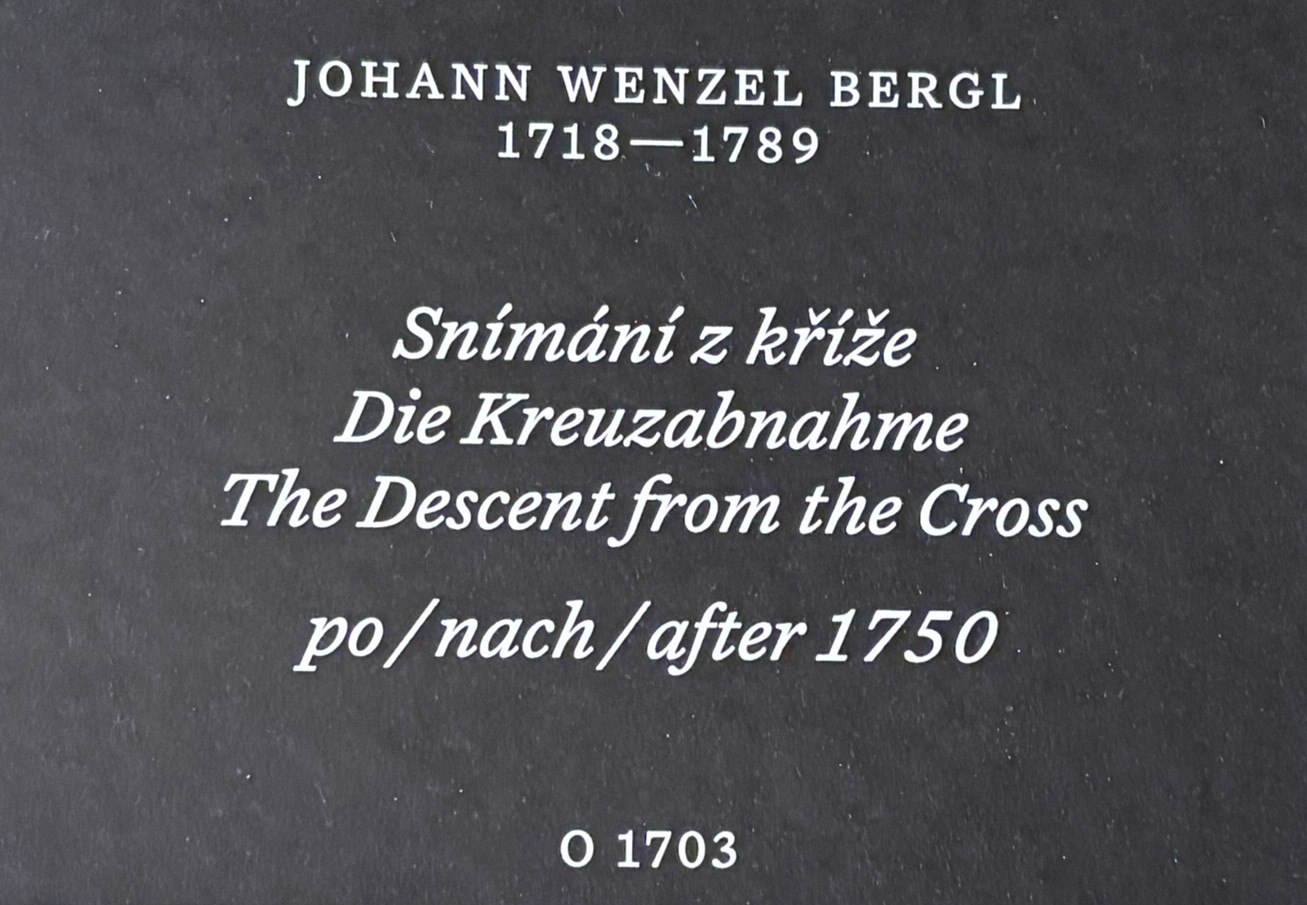 JOHANN WENZEL BERGL
1718—1789
Snímání z kříže
Die Kreuzabnahme
The Descent from the Cross
po/nach/after 1750
O 1703